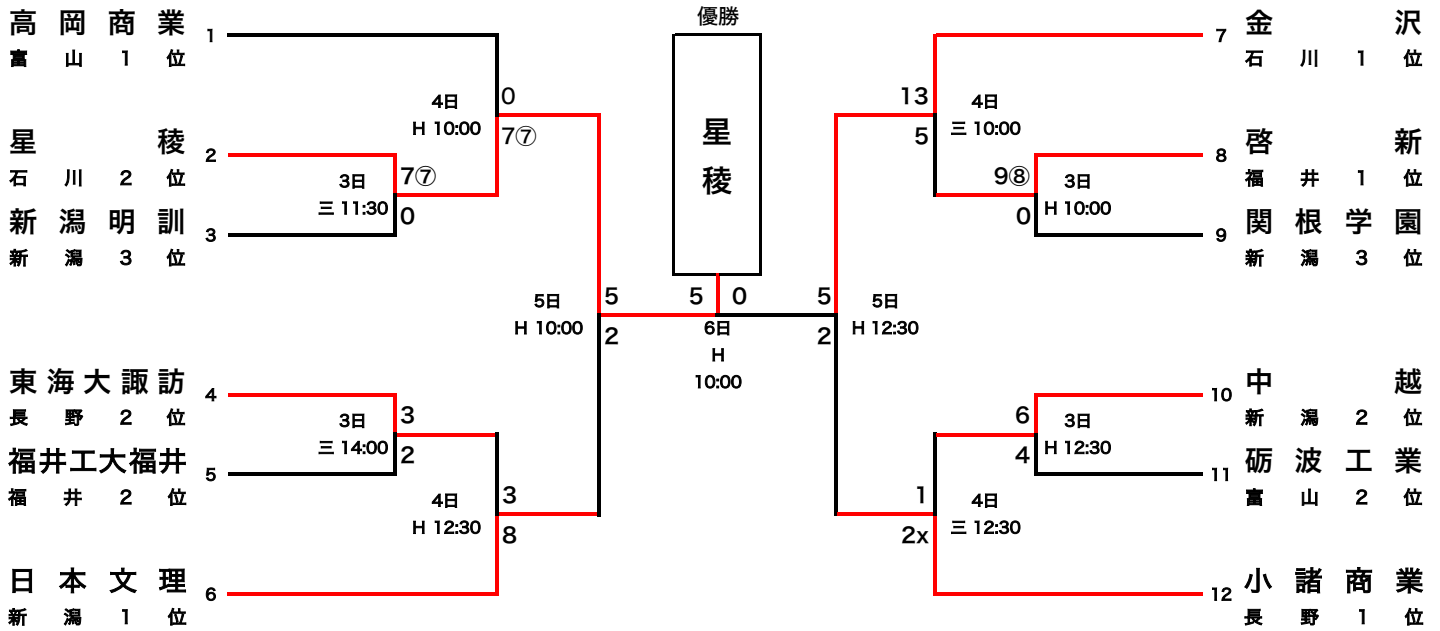 優勝
星稜
高岡商業
富山1位
1
星稜
石川2位
2
新潟明訓
新潟3位
3
東海大諏訪
長野2位
4
福井工大福井
福井2位
5
日本文理
新潟1位
6
4日
H 10:00
0
7⑦
3日
三 11:30
7⑦
0
3日
三 14:00
3
2
4日
H 12:30
3
8
5日
H 10:00
5
2
5 0
6日
H
10:00
5
2
5日
H 12:30
13
5
4日
三 10:00
9⑧
0
3日
H 10:00
6
4
3日
H 12:30
1
2x
4日
三 12:30
7
金沢
石川1位
8
啓新
福井1位
9
関根学園
新潟3位
10
中越
新潟2位
11
砺波工業
富山2位
12
小諸商業
長野1位